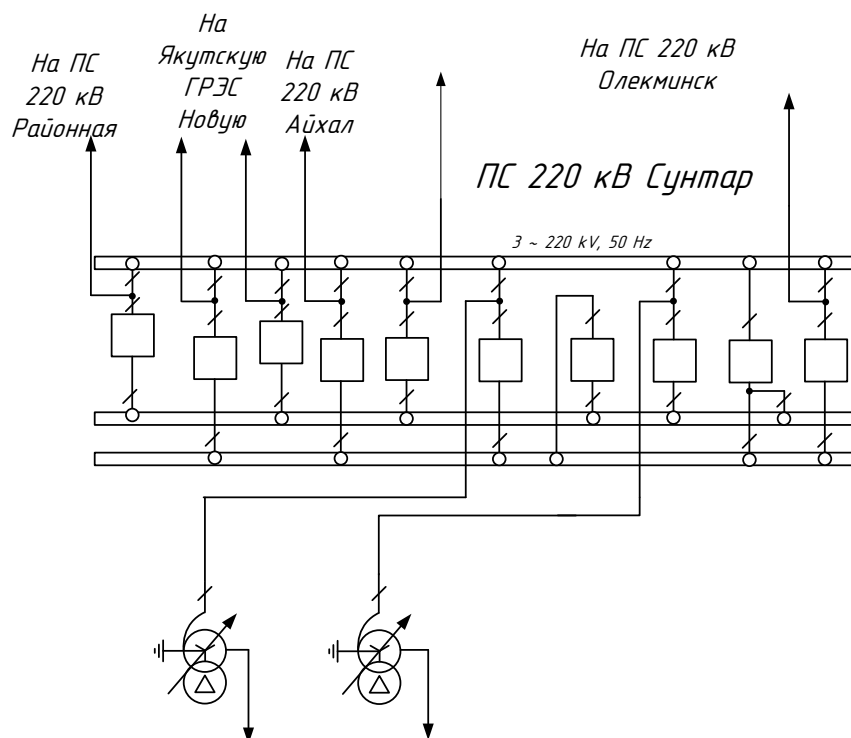 На ПС
220 кВ
Районная
На
Якутскую
ГРЭС
Новую
На ПС
220 кВ
Айхал
На ПС 220 кВ
Олекминск
ПС 220 кВ Сунтар
3 ~ 220 kV, 50 Hz